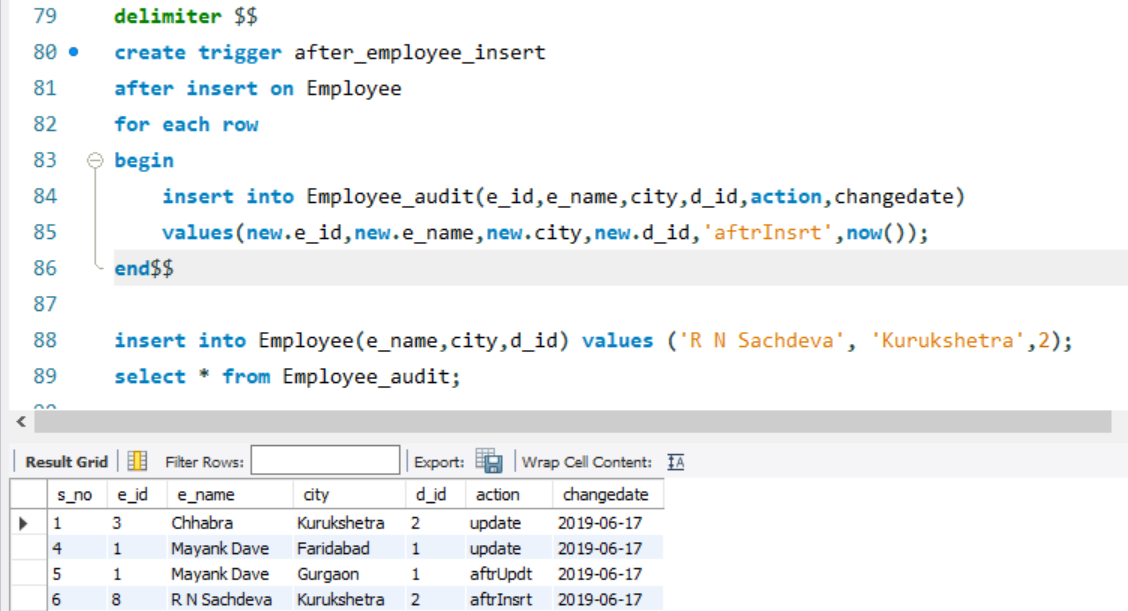 79 delimiter $$
80 create trigger after_employee_insert
81 after insert on Employee
82 for each row
83 begin
84 insert into Employee_audit(e_id,e_name,city,d_id,action,changedate)
85 values(new.e_id,new.e_name,new.city,new.d_id,'aftrInsrt',now());
86 end$$
87
88 insert into Employee(e_name,city,d_id) values ('R N Sachdeva', 'Kurukshetra',2);
89 select * from Employee_audit;
Result Grid Filter Rows: Export: Wrap Cell Content: IA
s_no e_id e_name city d_id action changedate
1 3 Chhabra Kurukshetra 2 update 2019-06-17
4 1 Mayank Dave Faridabad 1 update 2019-06-17
5 1 Mayank Dave Gurgaon 1 aftrUpdt 2019-06-17
6 8 R N Sachdeva Kurukshetra 2 aftrInsrt 2019-06-17